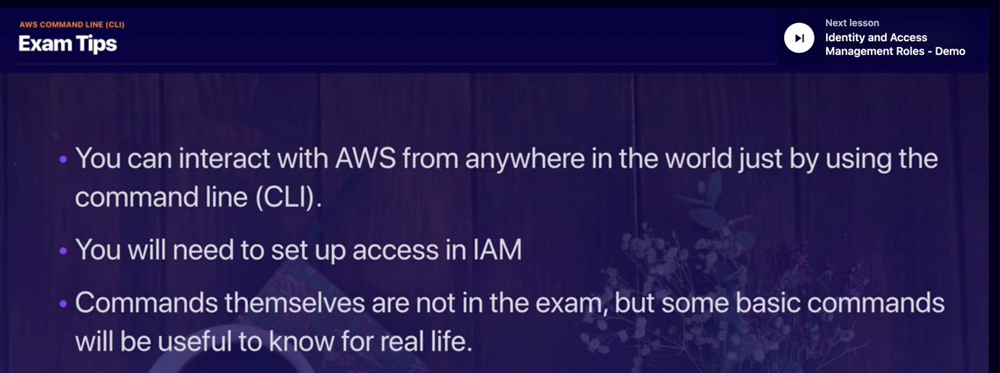 AWS COMMAND LINE (CLI)
Exam Tips
Next lesson
Identity and Access
Management Roles - Demo
You can interact with AWS from anywhere in the world just by using the
command line (CLI).
You will need to set up access in IAM
Commands themselves are not in the exam, but some basic commands
will be useful to know for real life.